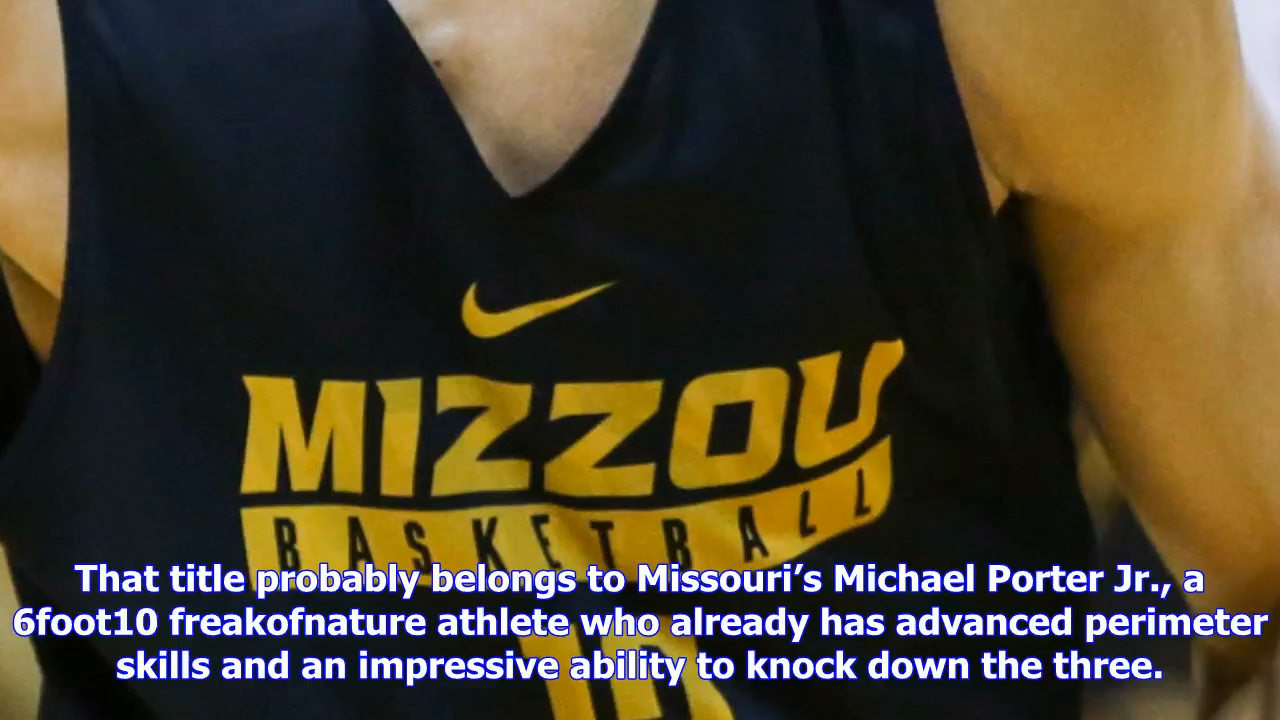 MIZZOU
BASKETBALL
That title probably belongs to Missouri’s Michael Porter Jr., a
6foot10 freakofnature athlete who already has advanced perimeter
skills and an impressive ability to knock down the three.